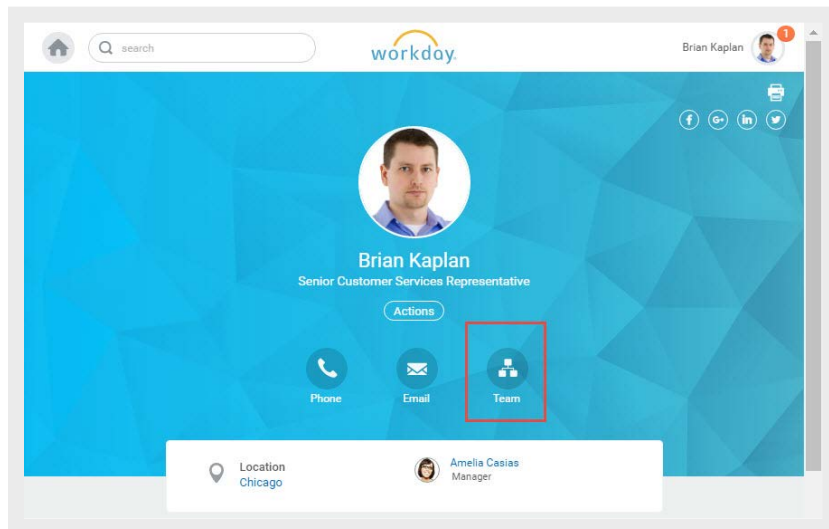 search
workday.
Brian Kaplan
1
f G+ in
Brian Kaplan
Senior Customer Services Representative
Actions
Phone Email Team
Location
Chicago
Amelia Casias
Manager